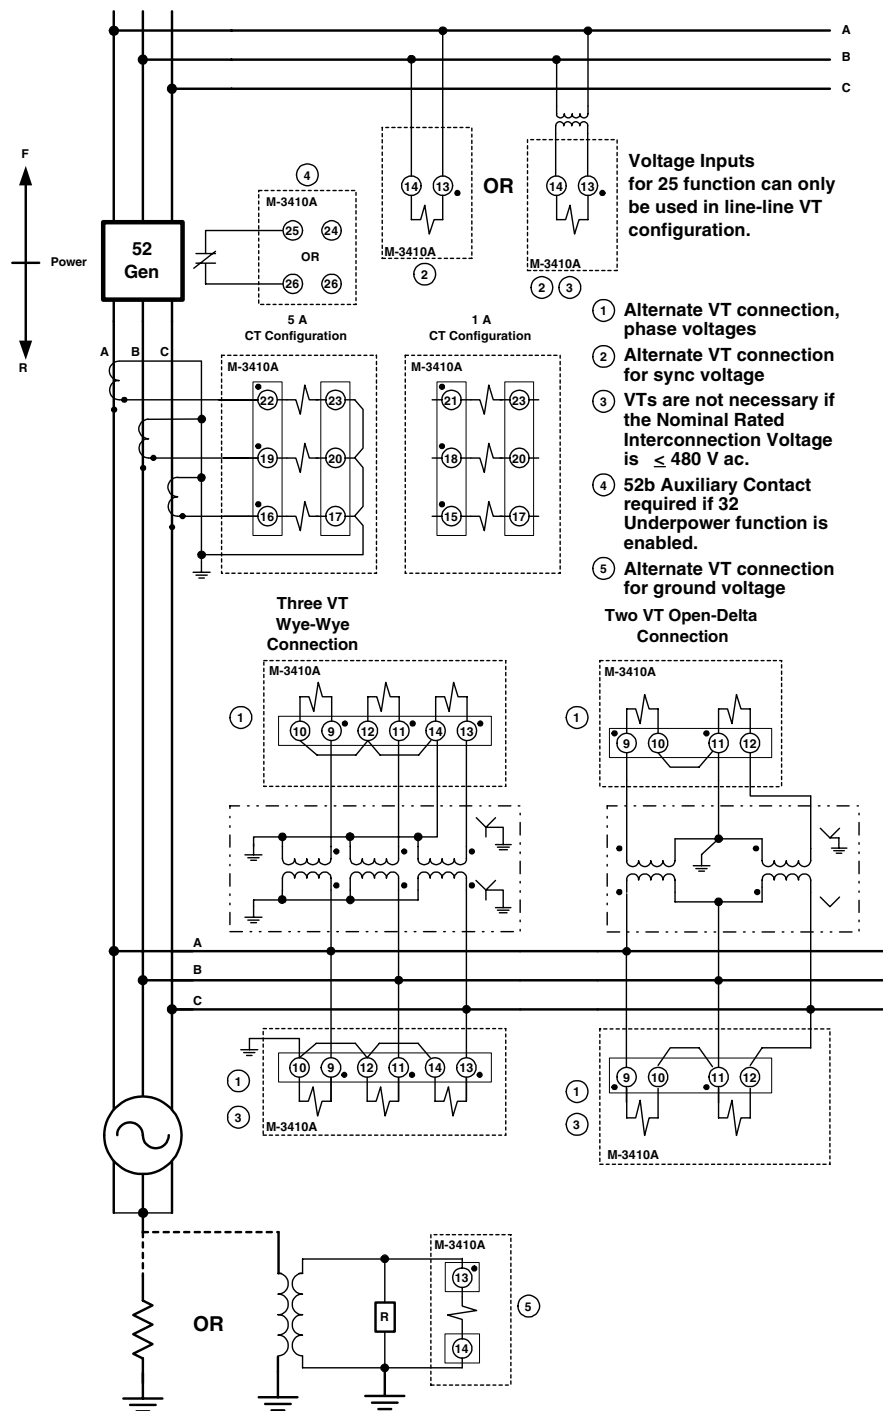 A
B
C
F
R
Power
52
Gen
4
M-3410A
25 24
OR
26 26
14 13
M-3410A
2
OR
14 13
M-3410A
2 3
Voltage Inputs
for 25 function can only
be used in line-line VT
configuration.
1 Alternate VT connection,
phase voltages
2 Alternate VT connection
for sync voltage
3 VTs are not necessary if
the Nominal Rated
Interconnection Voltage
is ≤ 480 V ac.
4 52b Auxiliary Contact
required if 32
Underpower function is
enabled.
5 Alternate VT connection
for ground voltage
A B C
5 A
CT Configuration
M-3410A
22 23
19 20
16 17
1 A
CT Configuration
M-3410A
21 23
18 20
15 17
Three VT
Wye-Wye
Connection
M-3410A
1
10 9 12 11 14 13
Two VT Open-Delta
Connection
M-3410A
1
9 10 11 12
A
B
C
10 9 12 11 14 13
1
3
M-3410A
9 10 11 12
1
3
M-3410A
OR
R
M-3410A
13
14
5